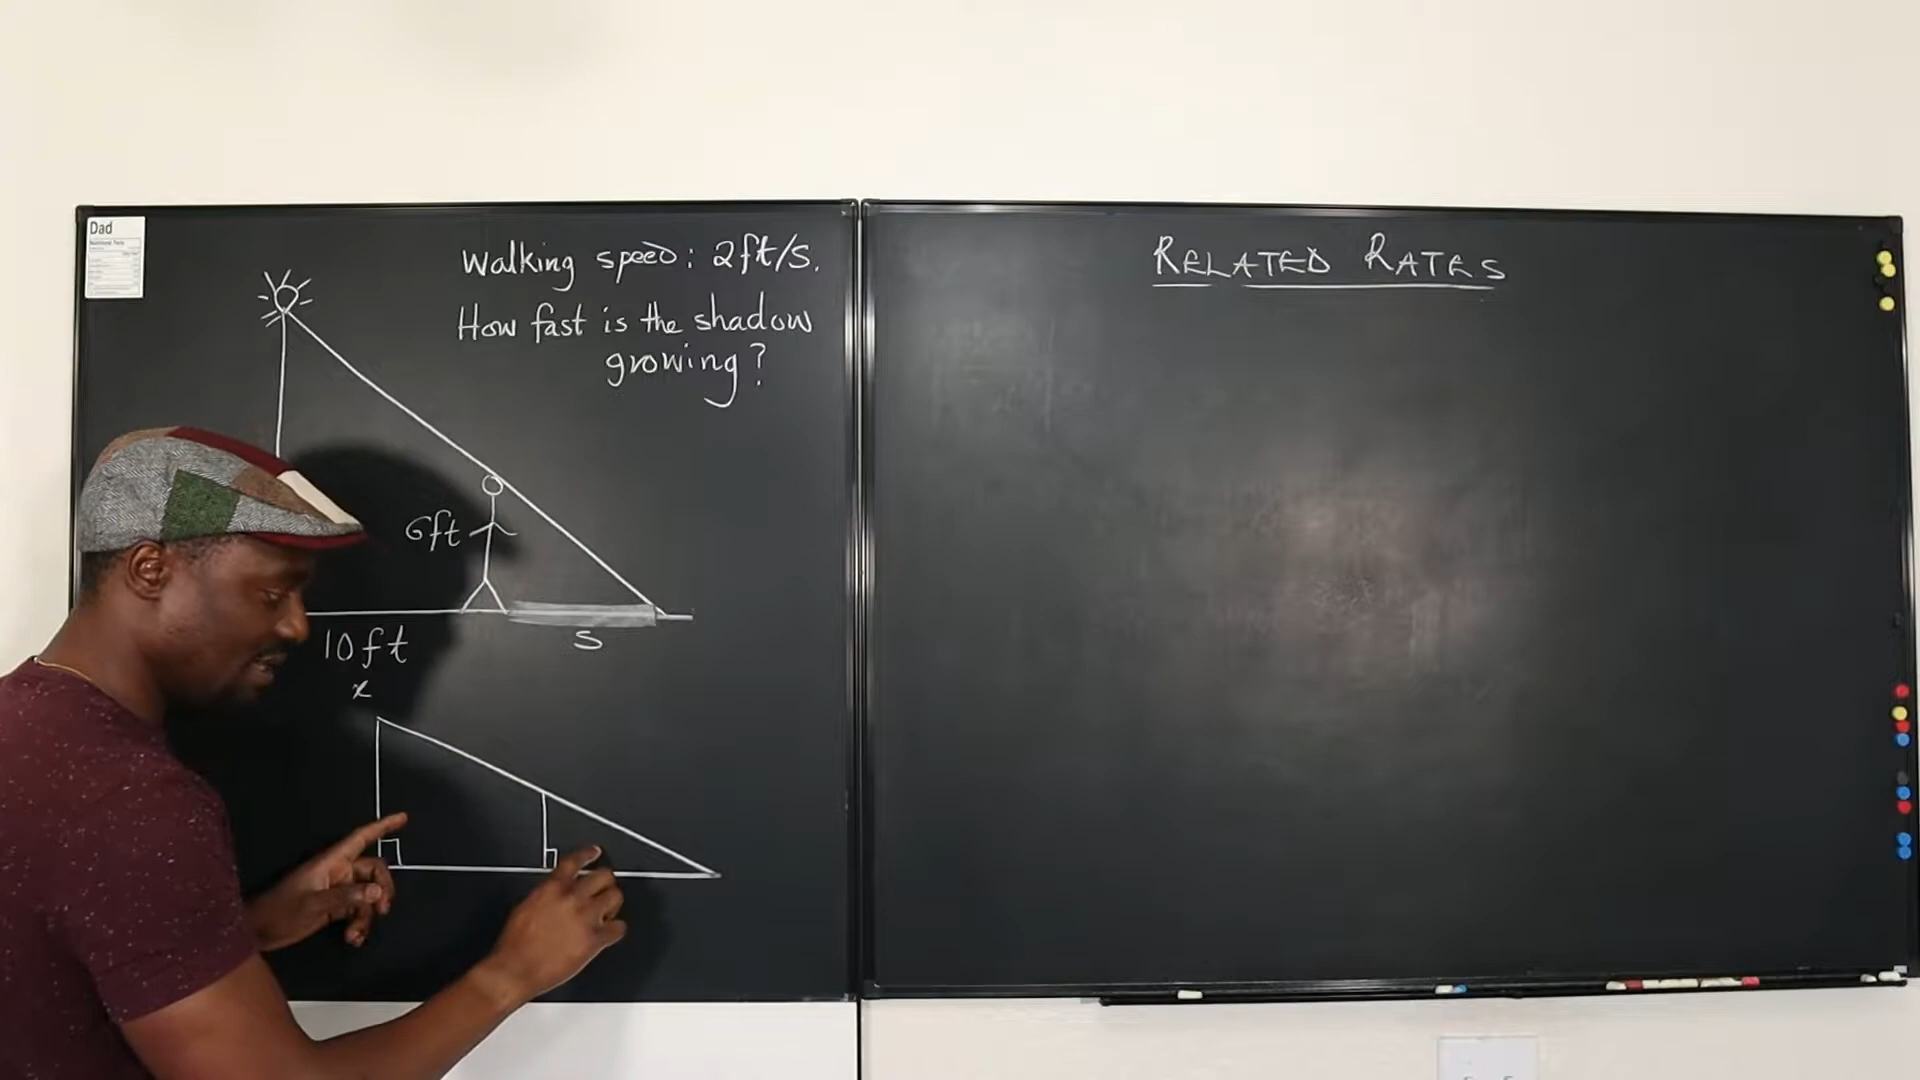 Dad
Walking speed: 2ft/s.
How fast is the shadow
growing?
RELATED RATES
6ft
10ft
s
x